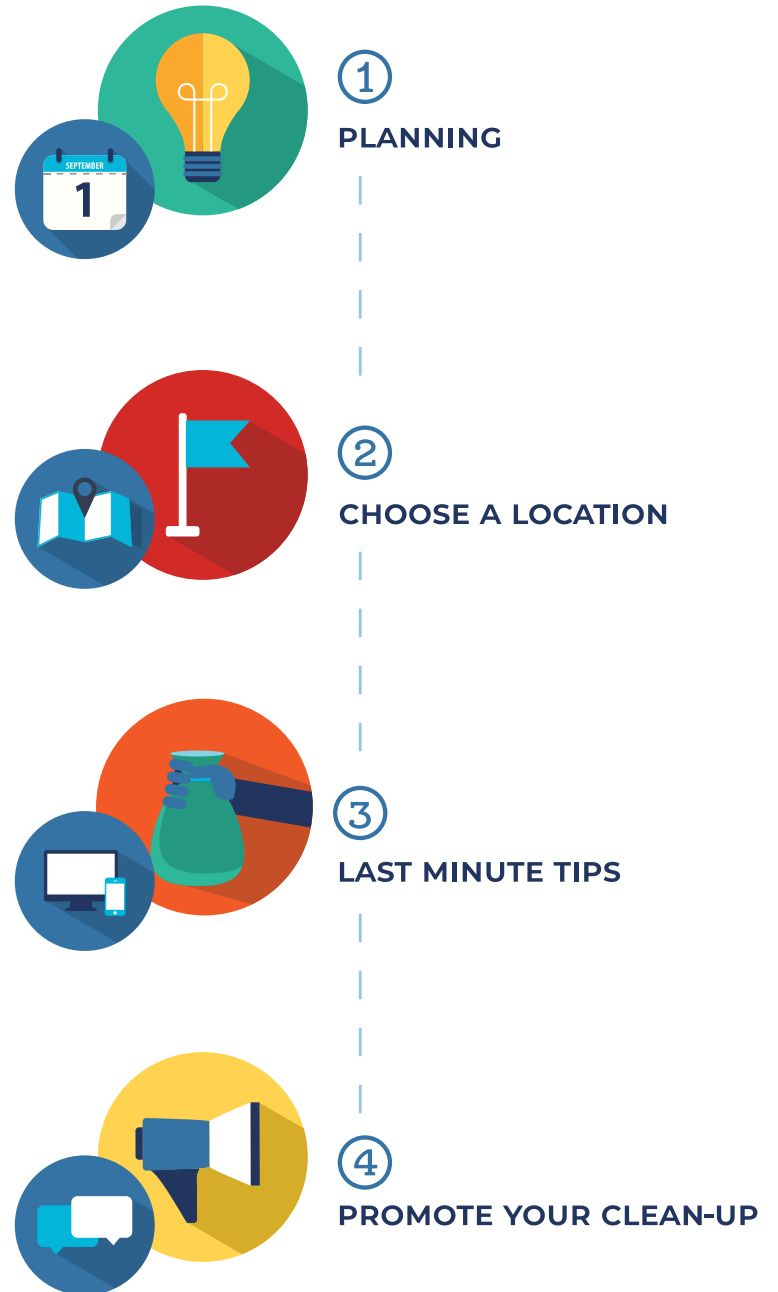 1
PLANNING
SEPTEMBER
1
2
CHOOSE A LOCATION
3
LAST MINUTE TIPS
4
PROMOTE YOUR CLEAN-UP